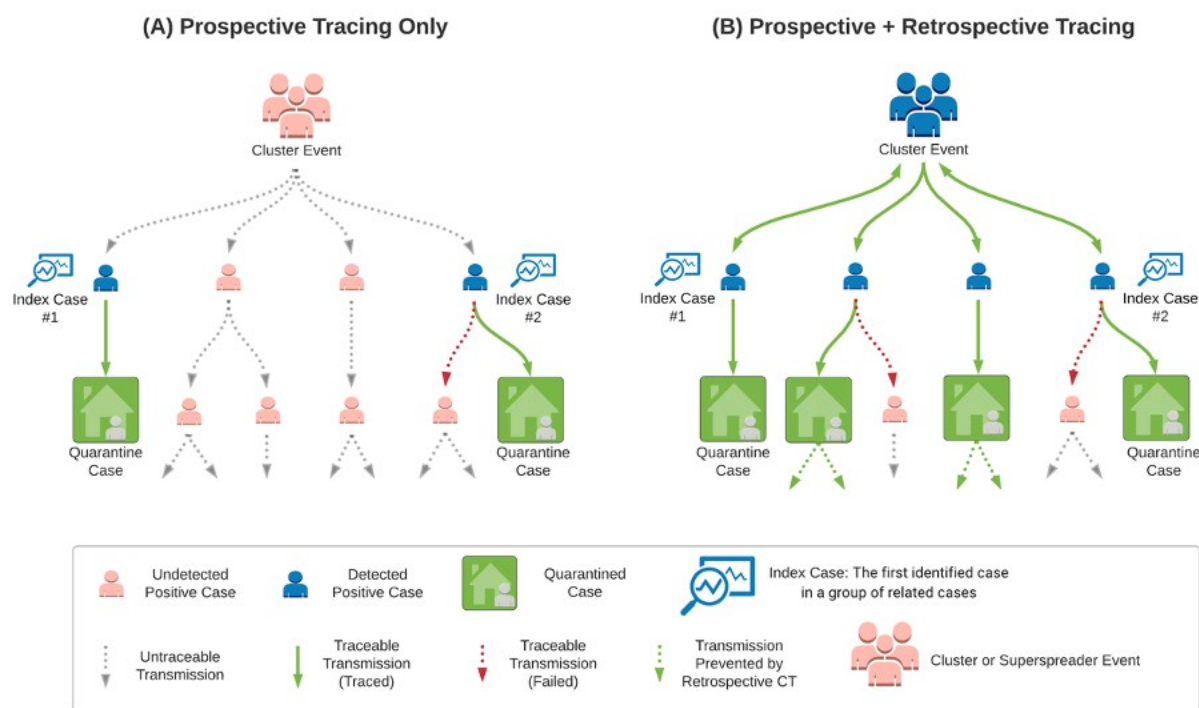 (A) Prospective Tracing Only
(B) Prospective + Retrospective Tracing
Cluster Event
Cluster Event
Index Case
#1
Index Case
#2
Index Case
#1
Index Case
#2
Quarantine
Case
Quarantine
Case
Quarantine
Case
Quarantine
Case
Undetected
Positive Case
Detected
Positive Case
Quarantined
Case
Index Case: The first identified case
in a group of related cases
Untraceable
Transmission
Traceable
Transmission
(Traced)
Traceable
Transmission
(Failed)
Transmission
Prevented by
Retrospective CT
Cluster or Superspreader Event